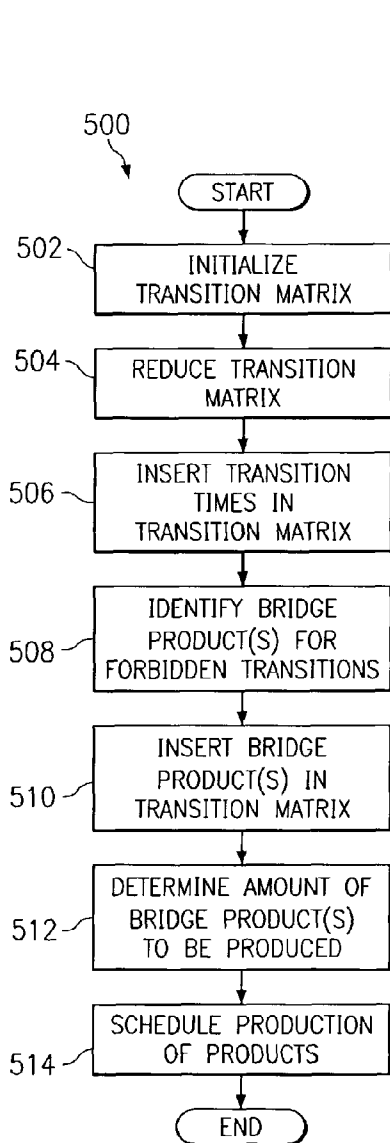 500
START
502
INITIALIZE
TRANSITION MATRIX
504
REDUCE TRANSITION
MATRIX
506
INSERT TRANSITION
TIMES IN
TRANSITION MATRIX
508
IDENTIFY BRIDGE
PRODUCT(S) FOR
FORBIDDEN TRANSITIONS
510
INSERT BRIDGE
PRODUCT(S) IN
TRANSITION MATRIX
512
DETERMINE AMOUNT OF
BRIDGE PRODUCT(S)
TO BE PRODUCED
514
SCHEDULE PRODUCTION
OF PRODUCTS
END